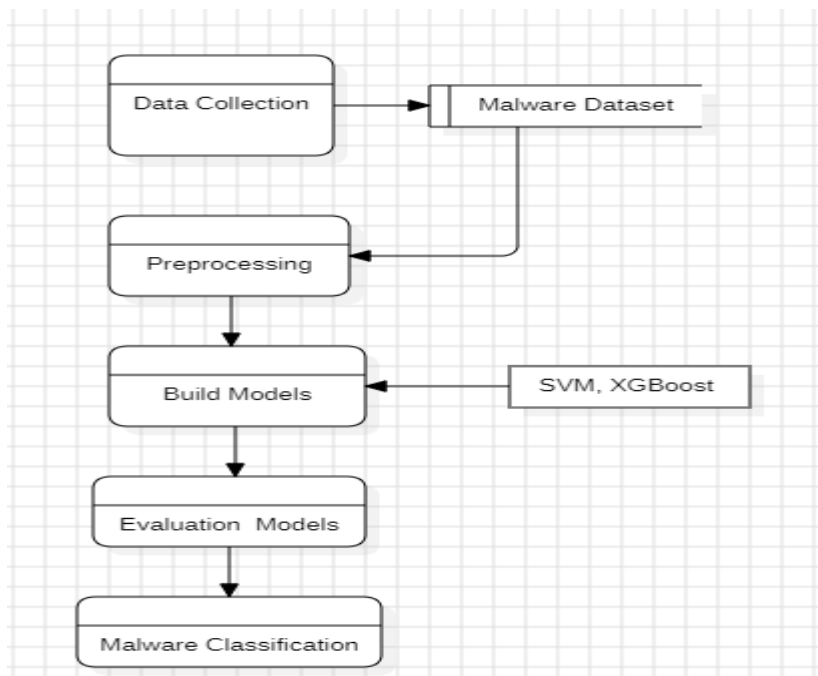 Data Collection
Malware Dataset
Preprocessing
Build Models
SVM, XGBoost
Evaluation Models
Malware Classification